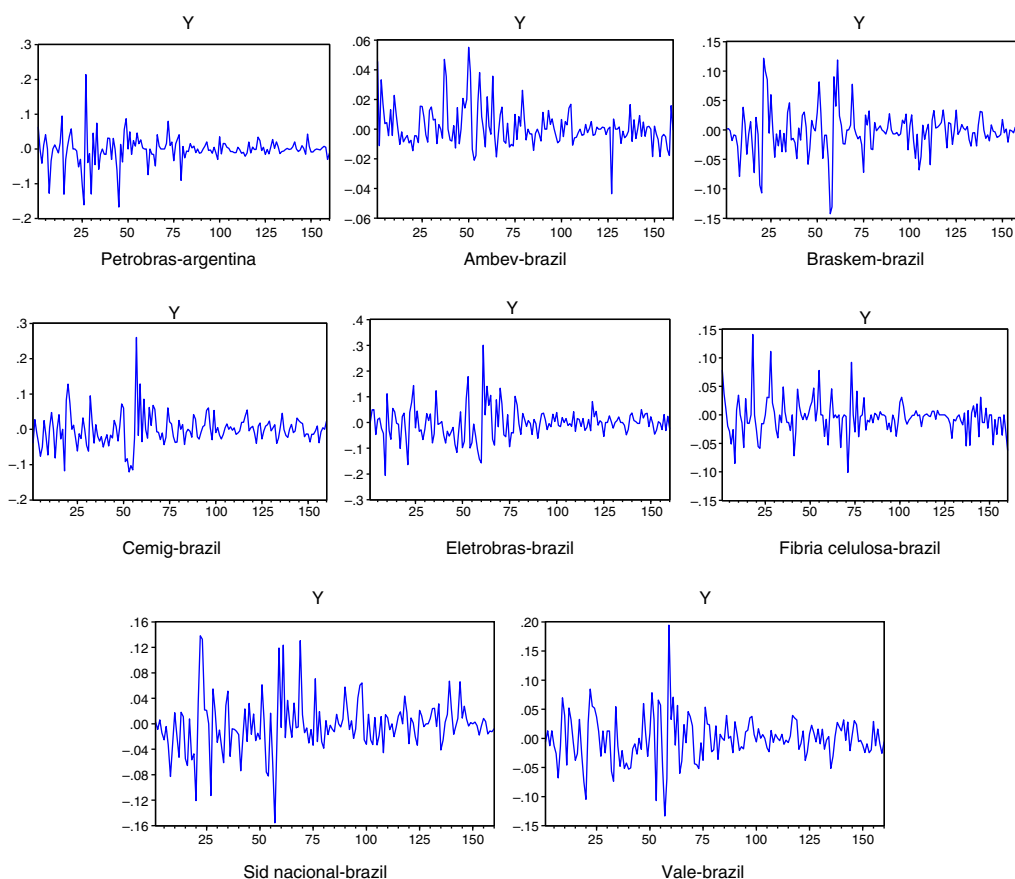 Y
.3
.2
.1
.0
−.1
−.2
25 50 75 100 125 150
Petrobras-argentina
Y
.06
.04
.02
.00
−.02
−.04
−.06
25 50 75 100 125 150
Ambev-brazil
Y
.15
.10
.05
.00
−.05
−.10
−.15
25 50 75 100 125 150
Braskem-brazil
Y
.3
.2
.1
.0
−.1
−.2
25 50 75 100 125 150
Cemig-brazil
Y
.4
.3
.2
.1
.0
−.1
−.2
−.3
25 50 75 100 125 150
Eletrobras-brazil
Y
.15
.10
.05
.00
−.05
−.10
−.15
25 50 75 100 125 150
Fibria celulosa-brazil
Y
.16
.12
.08
.04
.00
−.04
−.08
−.12
−.16
25 50 75 100 125 150
Sid nacional-brazil
Y
.20
.15
.10
.05
.00
−.05
−.10
−.15
25 50 75 100 125 150
Vale-brazil